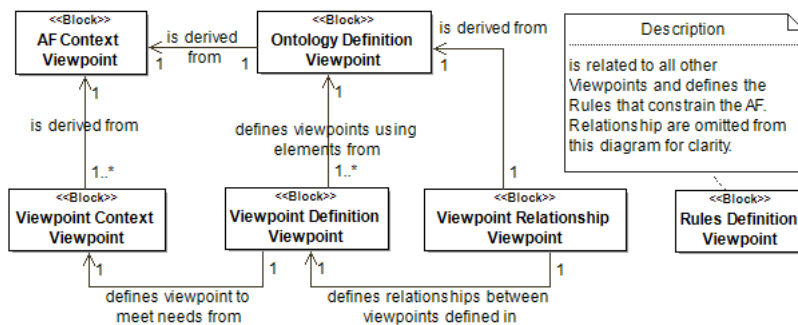 <<Block>>
AF Context
Viewpoint
is derived
from
1
1
<<Block>>
Ontology Definition
Viewpoint
is derived from
1
Description
is related to all other
Viewpoints and defines the
Rules that constrain the AF.
Relationship are omitted from
this diagram for clarity.
1
is derived from
1..*
1
defines viewpoints using
elements from
1..*
1
<<Block>>
Viewpoint Context
Viewpoint
<<Block>>
Viewpoint Definition
Viewpoint
<<Block>>
Viewpoint Relationship
Viewpoint
<<Block>>
Rules Definition
Viewpoint
1
1
defines viewpoint to
meet needs from
1
1
defines relationships between
viewpoints defined in